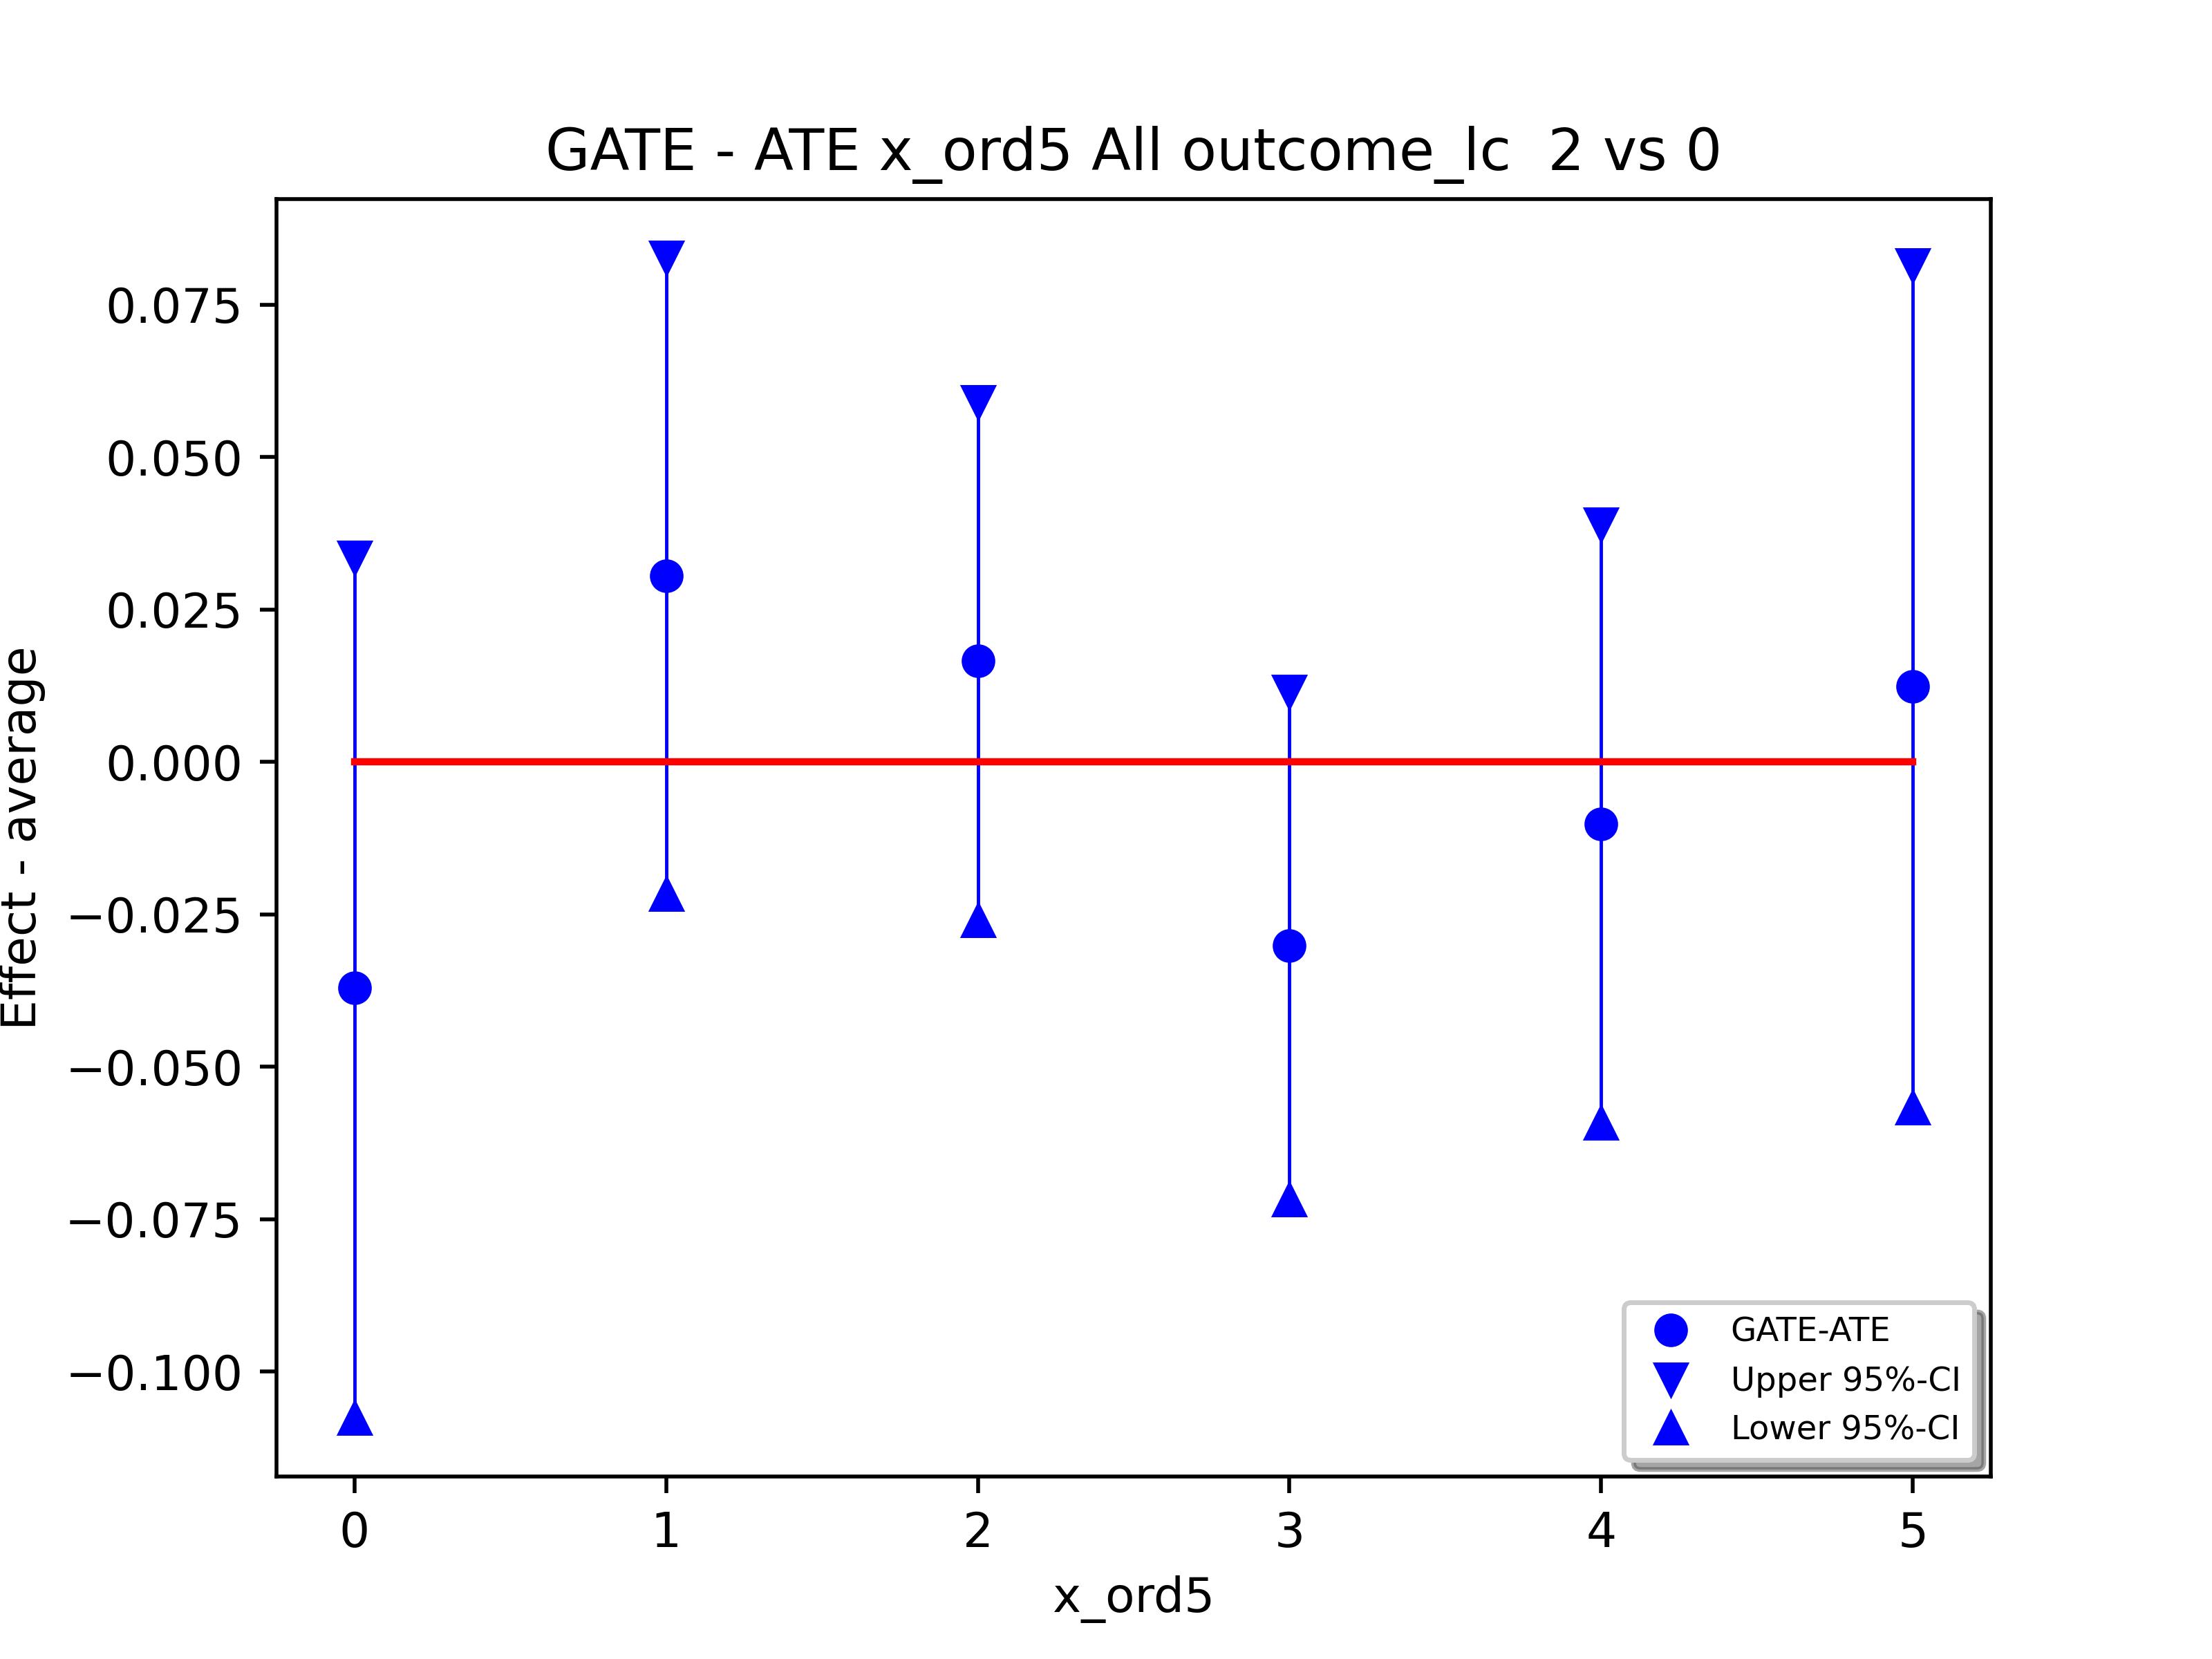 GATE - ATE x_ord5 All outcome_lc  2 vs 0
Effect - average
0.075
0.050
0.025
0.000
−0.025
−0.050
−0.075
−0.100
GATE-ATE
Upper 95%-CI
Lower 95%-CI
0 1 2 3 4 5
x_ord5